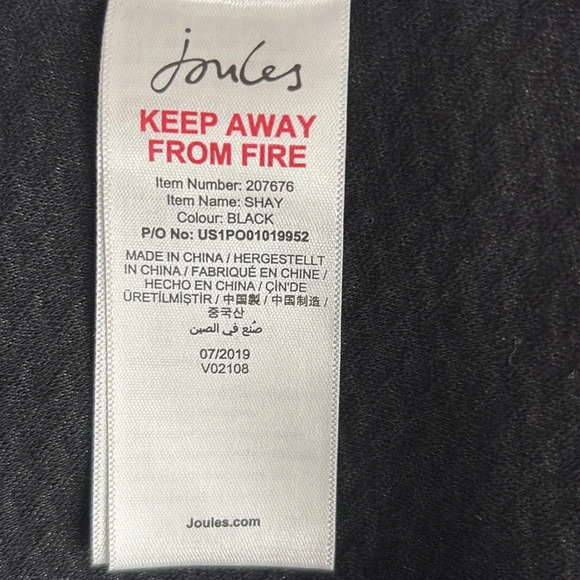 Joules
KEEP AWAY
FROM FIRE
Item Number: 207676
Item Name: SHAY
Colour: BLACK
P/O No: US1PO01019952
MADE IN CHINA / HERGESTELLT
IN CHINA / FABRIQUÉ EN CHINE /
HECHO EN CHINA / ÇİN'DE
ÜRETİLMİŞTİR / 中国製 / 中国制造 /
중국산
صُنع في الصين
07/2019
V02108
Joules.com